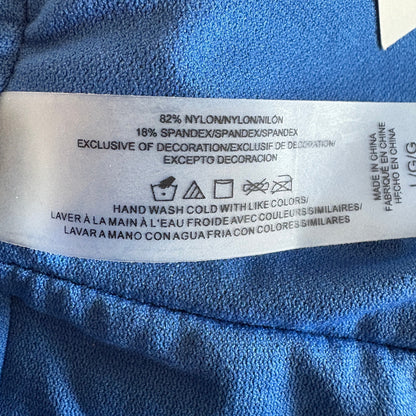 82% NYLON/NYLON/NILÓN
18% SPANDEX/SPANDEX/SPANDEX
EXCLUSIVE OF DECORATION/EXCLUSIF DE DECORATION/
EXCEPTO DECORACION
HAND WASH COLD WITH LIKE COLORS/
LAVER À LA MAIN À L'EAU FROIDE AVEC COULEURS SIMILAIRES/
LAVAR A MANO CON AGUA FRIA CON COLORES SIMILARES
MADE IN CHINA
FABRIQUÉ EN CHINE
HECHO EN CHINA
/G/G